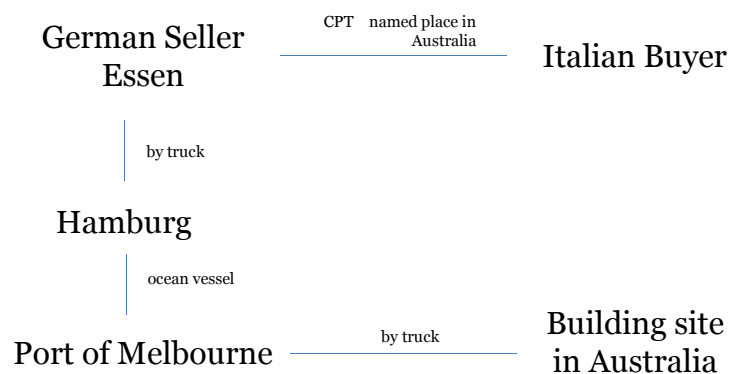 German Seller
Essen
CPT named place in
Australia
Italian Buyer
by truck
Hamburg
ocean vessel
Port of Melbourne
by truck
Building site
in Australia